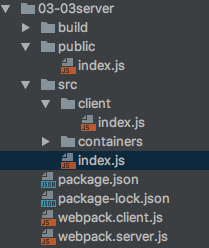 03-03server
build
public
index.js
src
client
index.js
containers
index.js
package.json
package-lock.json
webpack.client.js
webpack.server.js